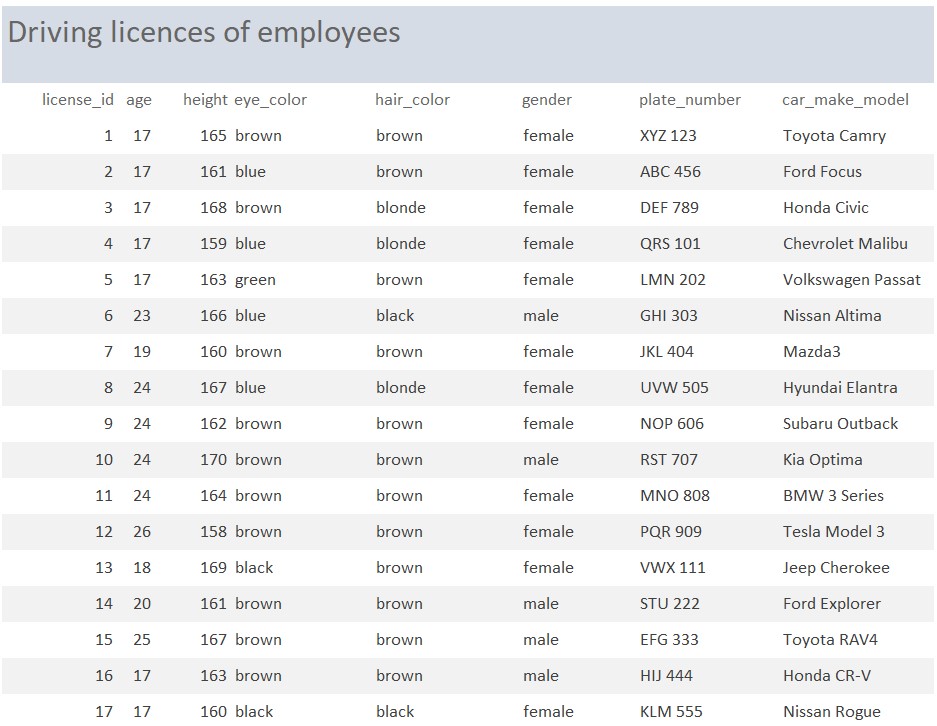 Driving licences of employees
license_id age height eye_color hair_color gender plate_number car_make_model
1 17 165 brown brown female XYZ 123 Toyota Camry
2 17 161 blue brown female ABC 456 Ford Focus
3 17 168 brown blonde female DEF 789 Honda Civic
4 17 159 blue blonde female QRS 101 Chevrolet Malibu
5 17 163 green brown female LMN 202 Volkswagen Passat
6 23 166 blue black male GHI 303 Nissan Altima
7 19 160 brown brown female JKL 404 Mazda3
8 24 167 blue blonde female UVW 505 Hyundai Elantra
9 24 162 brown brown female NOP 606 Subaru Outback
10 24 170 brown brown male RST 707 Kia Optima
11 24 164 brown brown female MNO 808 BMW 3 Series
12 26 158 brown brown female PQR 909 Tesla Model 3
13 18 169 black brown female VWX 111 Jeep Cherokee
14 20 161 brown brown male STU 222 Ford Explorer
15 25 167 brown brown male EFG 333 Toyota RAV4
16 17 163 brown brown male HIJ 444 Honda CR-V
17 17 160 black black female KLM 555 Nissan Rogue